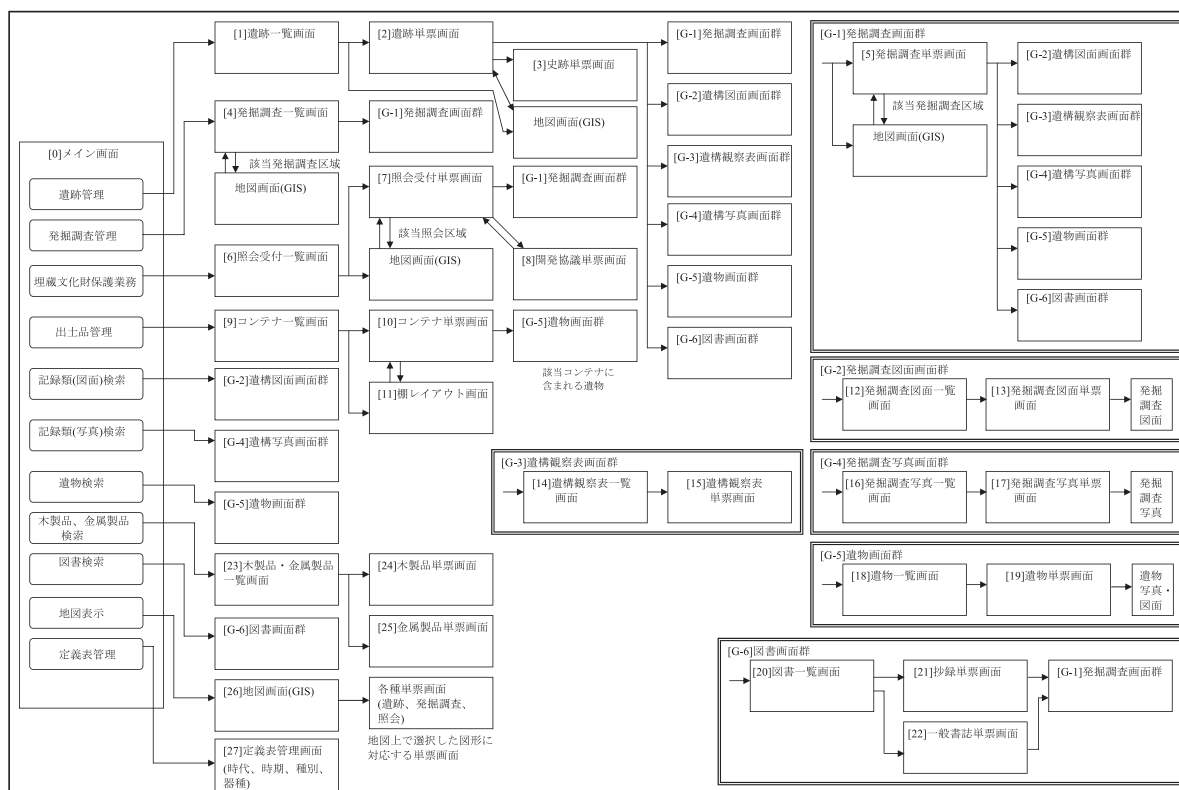 [0]メイン画面
遺跡管理
発掘調査管理
埋蔵文化財保護業務
出土品管理
記録類(図面)検索
記録類(写真)検索
遺物検索
木製品、金属製品
検索
図書検索
地図表示
定義表管理
[1]遺跡一覧画面
[2]遺跡単票画面
[3]史跡単票画面
地図画面(GIS)
[4]発掘調査一覧画面
[G-1]発掘調査画面群
該当発掘調査区域
地図画面(GIS)
[6]照会受付一覧画面
[7]照会受付単票画面
[G-1]発掘調査画面群
該当照会区域
地図画面(GIS)
[8]開発協議単票画面
[9]コンテナ一覧画面
[10]コンテナ単票画面
[G-5]遺物画面群
該当コンテナに
含まれる遺物
[11]棚レイアウト画面
[G-2]遺構図面画面群
[G-4]遺構写真画面群
[G-5]遺物画面群
[23]木製品・金属製品
一覧画面
[24]木製品単票画面
[25]金属製品単票画面
[G-6]図書画面群
[26]地図画面(GIS)
各種単票画面
(遺跡、発掘調査、
照会)
地図上で選択した図形に
対応する単票画面
[27]定義表管理画面
(時代、時期、種別、
器種)
[G-1]発掘調査画面群
[G-2]遺構図面画面群
[G-3]遺構観察表画面群
[G-4]遺構写真画面群
[G-5]遺物画面群
[G-6]図書画面群
[G-1]発掘調査画面群
[5]発掘調査単票画面
該当発掘調査区域
地図画面(GIS)
[G-2]遺構図面画面群
[G-3]遺構観察表画面群
[G-4]遺構写真画面群
[G-5]遺物画面群
[G-6]図書画面群
[G-2]発掘調査図面画面群
[12]発掘調査図面一覧
画面
[13]発掘調査図面単票
画面
発掘
調査
図面
[G-3]遺構観察表画面群
[14]遺構観察表一覧
画面
[15]遺構観察表
単票画面
[G-4]発掘調査写真画面群
[16]発掘調査写真一覧
画面
[17]発掘調査写真単票
画面
発掘
調査
写真
[G-5]遺物画面群
[18]遺物一覧画面
[19]遺物単票画面
遺物
写真・
図面
[G-6]図書画面群
[20]図書一覧画面
[21]抄録単票画面
[G-1]発掘調査画面群
[22]一般書誌単票画面